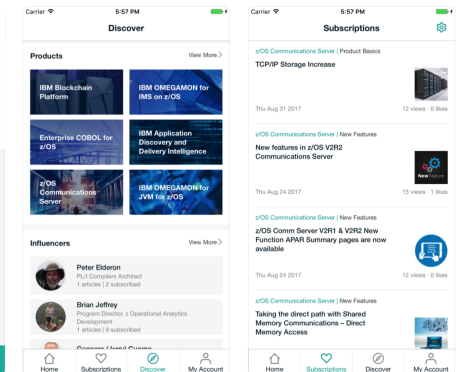 Carrier
5:57 PM
Discover
Products
View More >
IBM Blockchain
Platform
IBM OMEGAMON for
IMS on z/OS
Enterprise COBOL for
z/OS
IBM Application
Discovery and
Delivery Intelligence
z/OS
Communications
Server
IBM OMEGAMON for
JVM for z/OS
Influencers
View More >
Peter Elderon
PL/I Compilers Architect
1 articles | 2 subscribed
Brian Jeffrey
Program Director, z Operational Analytics
Development
1 articles | 9 subscribed
Home
Subscriptions
Discover
My Account
Carrier
5:57 PM
Subscriptions
z/OS Communications Server | Product Basics
TCP/IP Storage Increase
Thu Aug 31 2017
12 views · 0 likes
z/OS Communications Server | New Features
New features in z/OS V2R2
Communications Server
New Feature
Thu Aug 24 2017
15 views · 1 likes
z/OS Communications Server | New Features
z/OS Comm Server V2R1 & V2R2 New
Function APAR Summary pages are now
available
Thu Aug 24 2017
12 views · 0 likes
z/OS Communications Server | New Features
Taking the direct path with Shared
Memory Communications – Direct
Memory Access
Home
Subscriptions
Discover
My Account